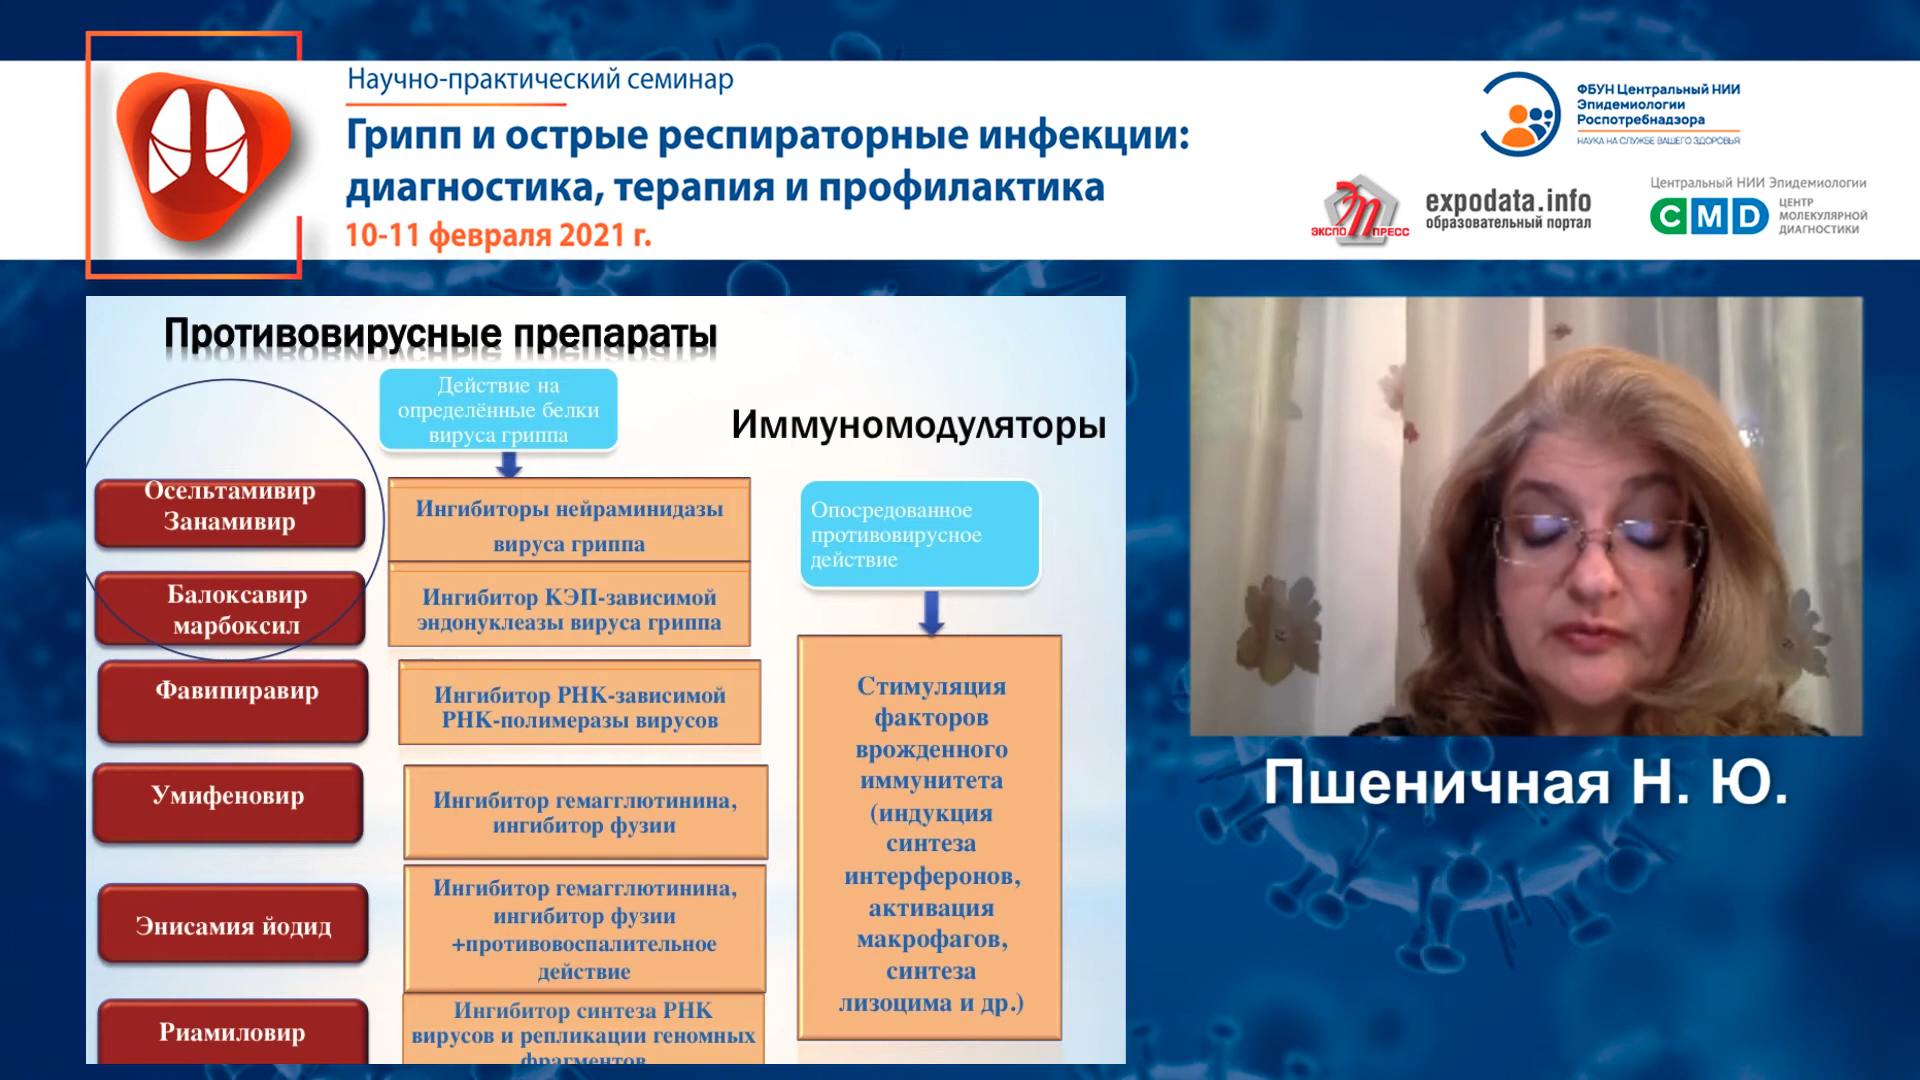 Научно-практический семинар
Грипп и острые респираторные инфекции:
диагностика, терапия и профилактика
10-11 февраля 2021 г.
ФБУН Центральный НИИ
Эпидемиологии
Роспотребнадзора
НАУКА НА СЛУЖБЕ ВАШЕГО ЗДОРОВЬЯ
ЭКСПО ЭП ПРЕСС
expodata.info
образовательный портал
Центральный НИИ Эпидемиологии
CMD
ЦЕНТР
МОЛЕКУЛЯРНОЙ
ДИАГНОСТИКИ
Противовирусные препараты
Действие на
определённые белки
вируса гриппа
Иммуномодуляторы
Осельтамивир
Занамивир
Ингибиторы нейраминидазы
вируса гриппа
Опосредованное
противовирусное
действие
Балоксавир
марбоксил
Ингибитор КЭП-зависимой
эндонуклеазы вируса гриппа
Фавипиравир
Ингибитор РНК-зависимой
РНК-полимеразы вирусов
Умифеновир
Ингибитор гемагглютинина,
ингибитор фузии
Энисамия йодид
Ингибитор гемагглютинина,
ингибитор фузии
+противовоспалительное
действие
Риамиловир
Ингибитор синтеза РНК
вирусов и репликации геномных
фрагментов
Стимуляция
факторов
врожденного
иммунитета
(индукция
синтеза
интерферонов,
активация
макрофагов,
синтеза
лизоцима и др.)
Пшеничная Н. Ю.